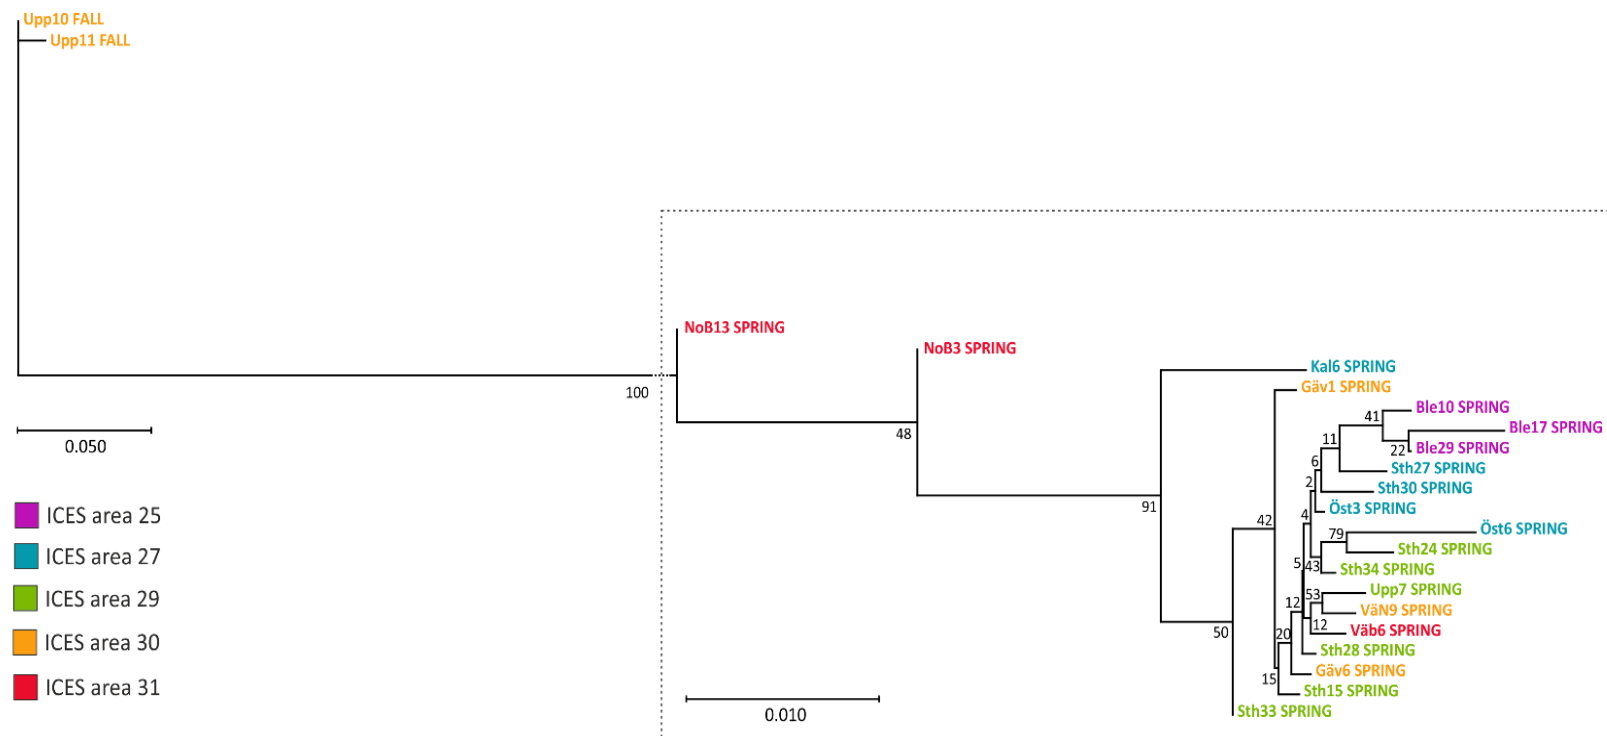 Upp10 FALL
Upp11 FALL
NoB13 SPRING
NoB3 SPRING
Kal6 SPRING
Gäv1 SPRING
100
Ble10 SPRING
41
Ble17 SPRING
48
11
22
Ble29 SPRING
0.050
6
Sth27 SPRING
2
Sth30 SPRING
91
Öst3 SPRING
ICES area 25
42
4
79
Öst6 SPRING
Sth24 SPRING
ICES area 27
5
43
Sth34 SPRING
Upp7 SPRING
ICES area 29
12
53
VäN9 SPRING
50
20
12
Väb6 SPRING
ICES area 30
Sth28 SPRING
15
Gäv6 SPRING
ICES area 31
Sth15 SPRING
0.010
Sth33 SPRING